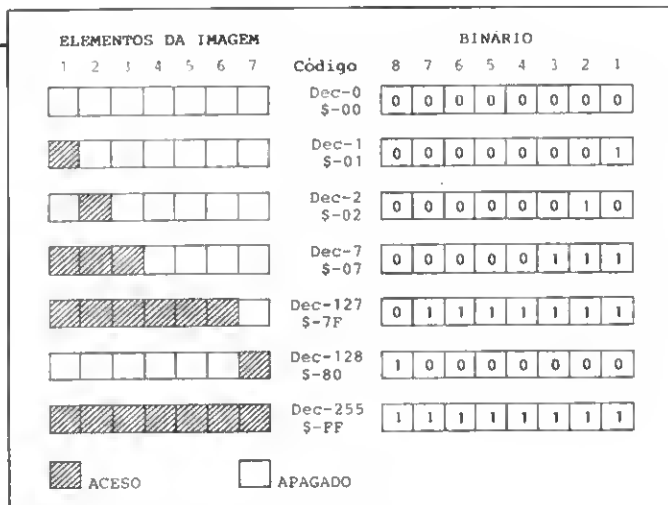 ELEMENTOS DA IMAGEM BINÁRIO
1 2 3 4 5 6 7 Código 8 7 6 5 4 3 2 1
Dec-0
$-00 0 0 0 0 0 0 0 0
Dec-1
$-01 0 0 0 0 0 0 0 1
Dec-2
$-02 0 0 0 0 0 0 1 0
Dec-7
$-07 0 0 0 0 0 1 1 1
Dec-127
$-7F 0 1 1 1 1 1 1 1
Dec-128
$-80 1 0 0 0 0 0 0 0
Dec-255
$-FF 1 1 1 1 1 1 1 1
ACESO APAGADO